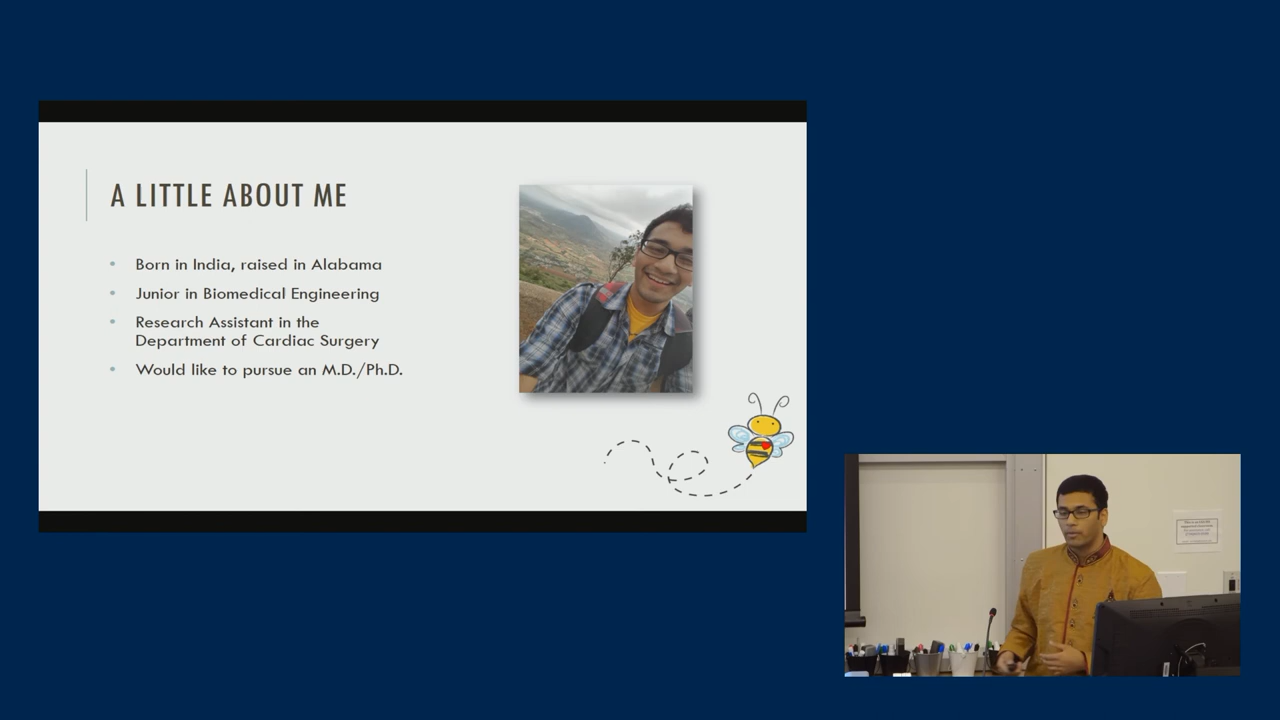 A LITTLE ABOUT ME
• Born in India, raised in Alabama
• Junior in Biomedical Engineering
• Research Assistant in the
Department of Cardiac Surgery
• Would like to pursue an M.D./Ph.D.